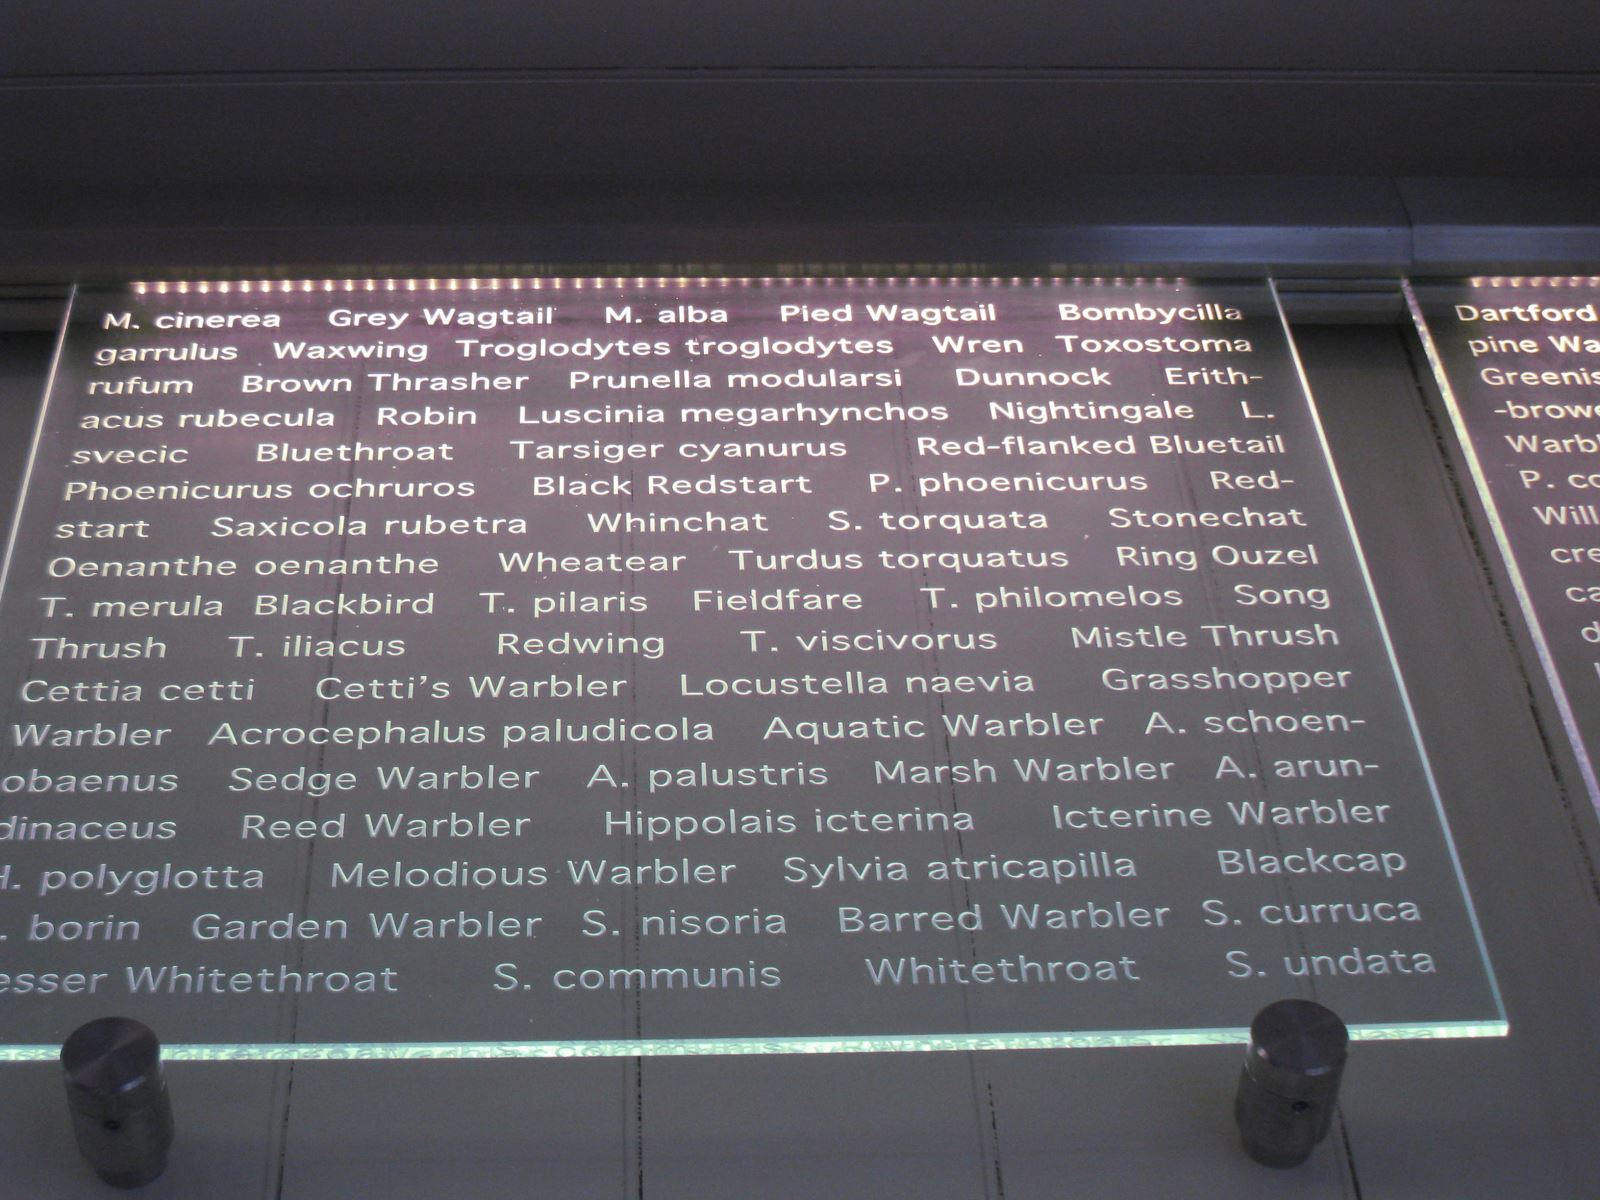 M. cinerea Grey Wagtail M. alba Pied Wagtail Bombycilla
garrulus Waxwing Troglodytes troglodytes Wren Toxostoma
rufum Brown Thrasher Prunella modularsi Dunnock Erith-
acus rubecula Robin Luscinia megarhynchos Nightingale L.
svecic Bluethroat Tarsiger cyanurus Red-flanked Bluetail
Phoenicurus ochruros Black Redstart P. phoenicurus Red-
start Saxicola rubetra Whinchat S. torquata Stonechat
Oenanthe oenanthe Wheatear Turdus torquatus Ring Ouzel
T. merula Blackbird T. pilaris Fieldfare T. philomelos Song
Thrush T. iliacus Redwing T. viscivorus Mistle Thrush
Cettia cetti Cetti's Warbler Locustella naevia Grasshopper
Warbler Acrocephalus paludicola Aquatic Warbler A. schoen-
obaenus Sedge Warbler A. palustris Marsh Warbler A. arun-
dinaceus Reed Warbler Hippolais icterina Icterine Warbler
H. polyglotta Melodious Warbler Sylvia atricapilla Blackcap
. borin Garden Warbler S. nisoria Barred Warbler S. curruca
esser Whitethroat S. communis Whitethroat S. undata
Dartford
pine Wa
Greenis
-browe
Warbl
P. co
Will
cre
ca
d